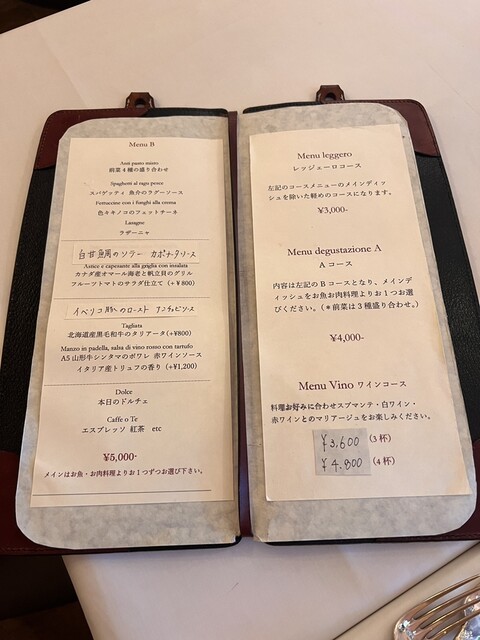 Menu B
Anti pasto misto
前菜４種の盛り合わせ
Spaghetti al ragu pesce
スパゲッティ 魚介のラグーソース
Fettuccine con i funghi alla crema
色々キノコのフェットチーネ
Lasagne
ラザーニャ
白甘鯛のソテー カポナータソース
Astice e capesante alla griglia con insalata
カナダ産オマール海老と帆立貝のグリル
フルーツトマトのサラダ仕立て（+￥800）
イベリコ豚のロースト アンチョビソース
Tagliata
北海道産黒毛和牛のタリアータ(+￥800)
Manzo in padella, salsa di vino rosso con tartufo
A5 山形牛シンタマのポワレ 赤ワインソース
イタリア産トリュフの香り（+￥1,200）
Dolce
本日のドルチェ
Caffe o Te
エスプレッソ 紅茶 etc
￥5,000-
メインはお魚・お肉料理よりお１つずつお選び下さい。
Menu leggero
レッジェーロコース
左記のコースメニューのメインディッ
シュを除いた軽めのコースになります。
￥3,000-
Menu degustazione A
A コース
内容は左記の B コースとなり、メインデ
ィッシュをお魚お肉料理よりお１つお選
びください。（＊前菜は３種盛り合わせ。）
￥4,000-
Menu Vino ワインコース
料理お好みに合わせスプマンテ・白ワイン・
赤ワインとのマリアージュをお楽しみください。
￥3,600（3 杯）
￥4,800（4 杯）